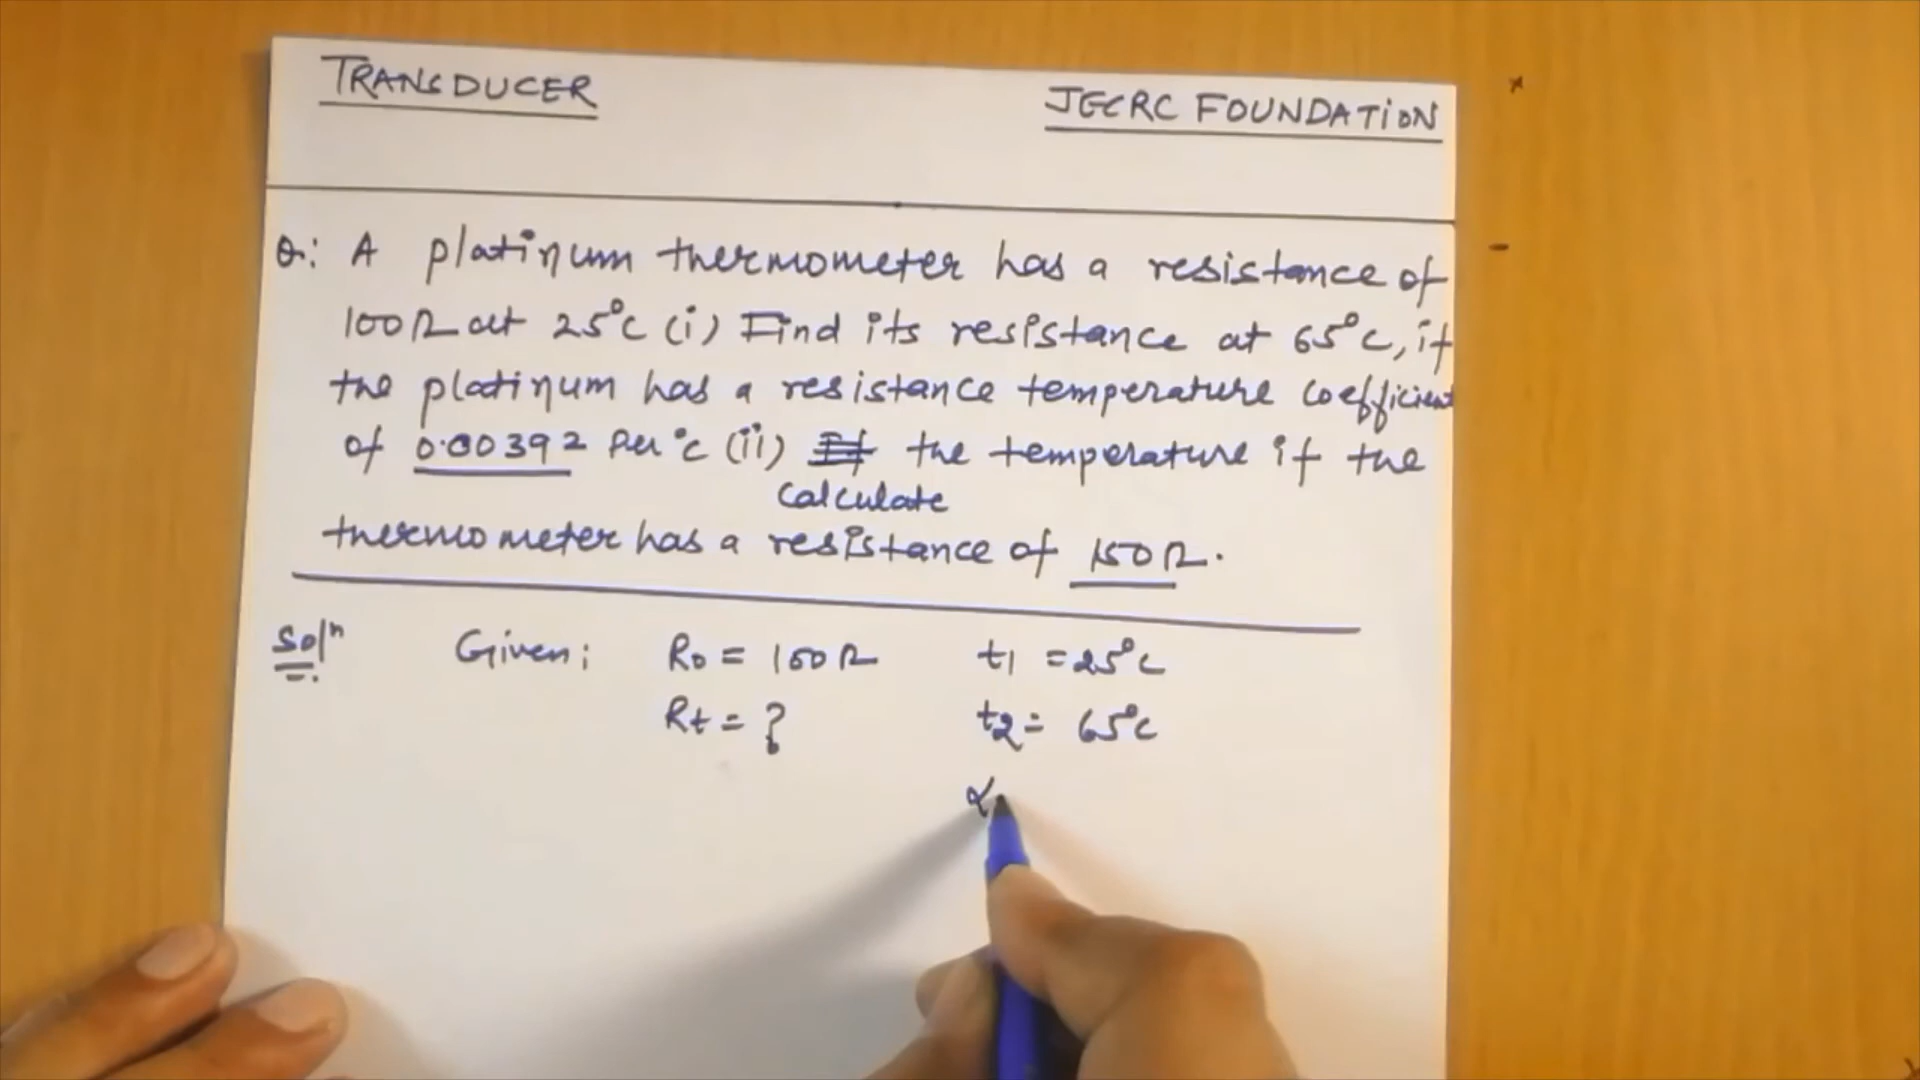 TRANSDUCER
JECRC FOUNDATION
Q: A platinum thermometer has a resistance of
100Ω at 25°C (i) Find its resistance at 65°C, if
the platinum has a resistance temperature coefficient
of 0.00392 per °C (ii) If the temperature if the
calculate
thermometer has a resistance of 150Ω.
Solⁿ Given: R0 = 100Ω t1 = 25°C
Rt = ? t2 = 65°C
α